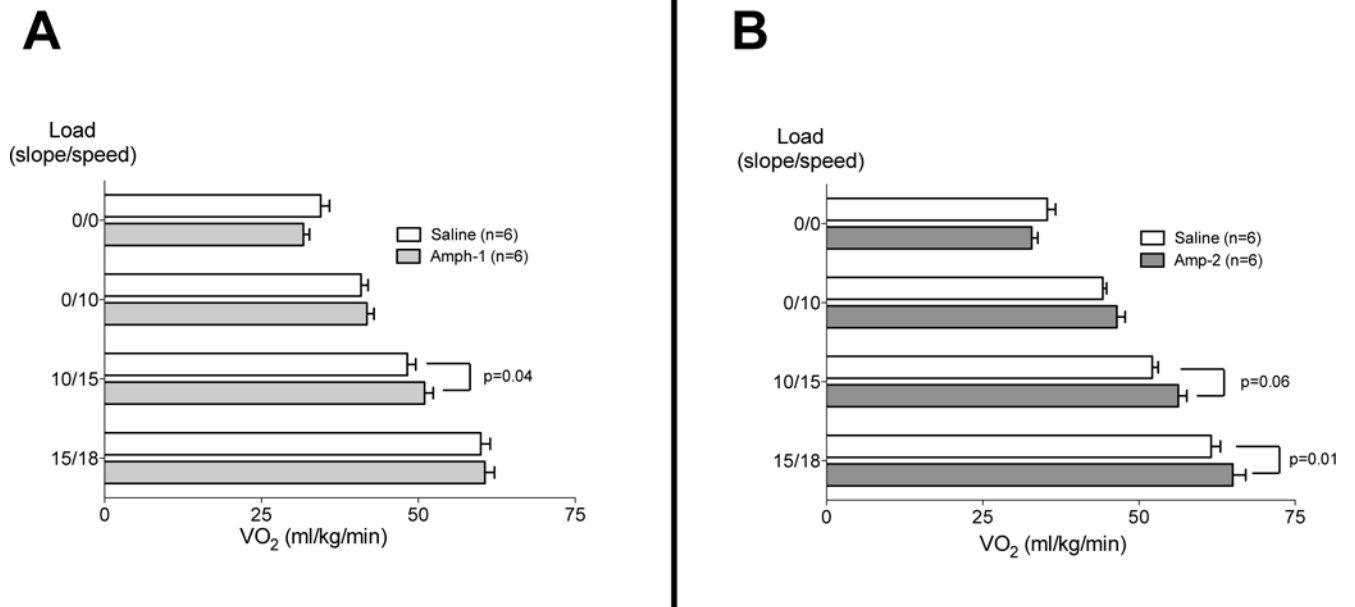 A
Load
(slope/speed)
0/0
0/10
10/15
15/18
Saline (n=6)
Amph-1 (n=6)
p=0.04
0
25
50
75
VO2 (ml/kg/min)
B
Load
(slope/speed)
0/0
0/10
10/15
15/18
Saline (n=6)
Amp-2 (n=6)
p=0.06
p=0.01
0
25
50
75
VO2 (ml/kg/min)